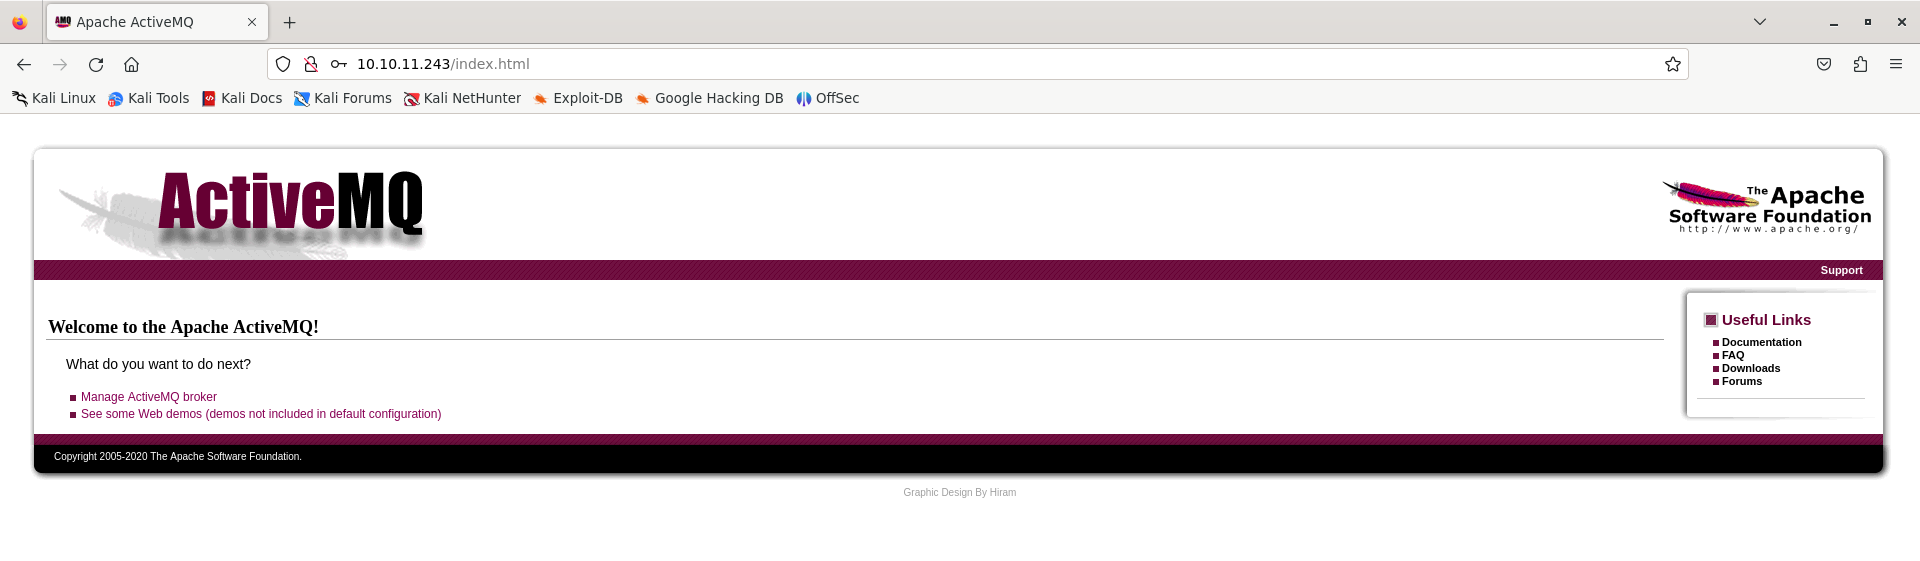 AMQ Apache ActiveMQ
10.10.11.243/index.html
Kali Linux Kali Tools Kali Docs Kali Forums Kali NetHunter Exploit-DB Google Hacking DB OffSec
ActiveMQ
The Apache
Software Foundation
http://www.apache.org/
Support
Welcome to the Apache ActiveMQ!
What do you want to do next?
Manage ActiveMQ broker
See some Web demos (demos not included in default configuration)
Useful Links
Documentation
FAQ
Downloads
Forums
Copyright 2005-2020 The Apache Software Foundation.
Graphic Design By Hiram